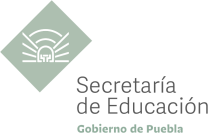 Secretaría
de Educación
Gobierno de Puebla